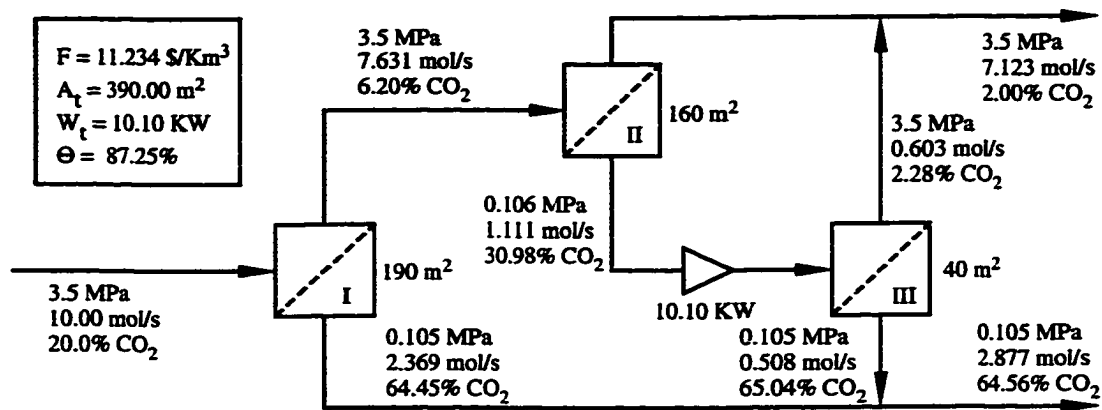 F = 11.234 $/Km³
Aₜ = 390.00 m²
Wₜ = 10.10 KW
Θ = 87.25%
3.5 MPa
7.631 mol/s
6.20% CO₂
II
160 m²
3.5 MPa
7.123 mol/s
2.00% CO₂
3.5 MPa
0.603 mol/s
2.28% CO₂
0.106 MPa
1.111 mol/s
30.98% CO₂
I
190 m²
10.10 KW
III
40 m²
3.5 MPa
10.00 mol/s
20.0% CO₂
0.105 MPa
2.369 mol/s
64.45% CO₂
0.105 MPa
0.508 mol/s
65.04% CO₂
0.105 MPa
2.877 mol/s
64.56% CO₂